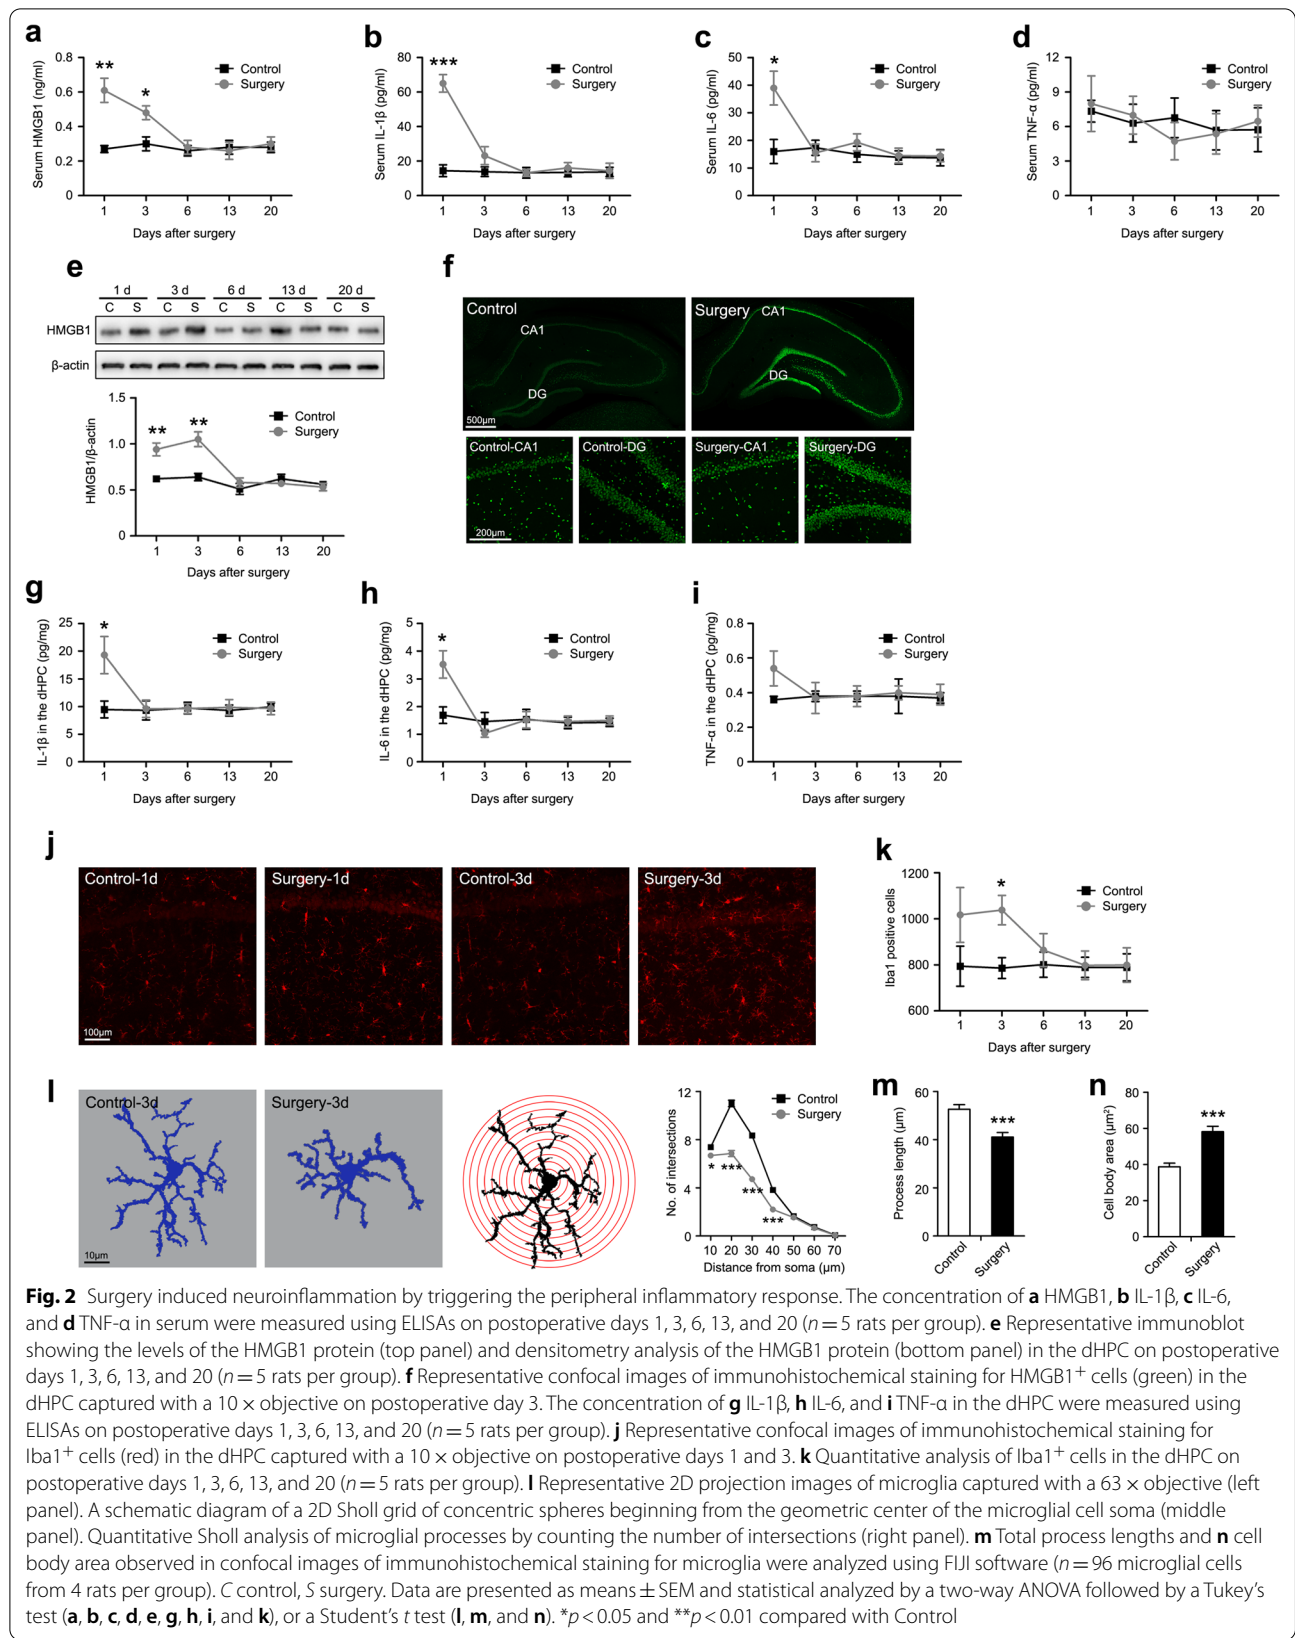 a
Serum HMGB1 (ng/ml)
0.8
0.6
0.4
0.2
0
**
*
Control
Surgery
1 3 6 13 20
Days after surgery
b
Serum IL-1β (pg/ml)
80
60
40
20
0
***
Control
Surgery
1 3 6 13 20
Days after surgery
c
Serum IL-6 (pg/ml)
50
40
30
20
10
0
*
Control
Surgery
1 3 6 13 20
Days after surgery
d
Serum TNF-α (pg/ml)
12
9
6
3
0
Control
Surgery
1 3 6 13 20
Days after surgery
e
1 d 3 d 6 d 13 d 20 d
C S C S C S C S C S
HMGB1
β-actin
HMGB1/β-actin
1.5
1.0
0.5
0
** **
Control
Surgery
1 3 6 13 20
Days after surgery
f
Control
CA1
DG
500μm
Surgery
CA1
DG
Control-CA1
200μm
Control-DG
Surgery-CA1
Surgery-DG
g
IL-1β in the dHPC (pg/mg)
25
20
15
10
5
0
*
Control
Surgery
1 3 6 13 20
Days after surgery
h
IL-6 in the dHPC (pg/mg)
5
4
3
2
1
0
*
Control
Surgery
1 3 6 13 20
Days after surgery
i
TNF-α in the dHPC (pg/mg)
0.8
0.6
0.4
0.2
0
Control
Surgery
1 3 6 13 20
Days after surgery
j
Control-1d
100μm
Surgery-1d
Control-3d
Surgery-3d
k
Iba1 positive cells
1200
1000
800
600
*
Control
Surgery
1 3 6 13 20
Days after surgery
l
Control-3d
10μm
Surgery-3d
No. of intersections
12
8
4
0
Control
Surgery
* ***
***
***
10 20 30 40 50 60 70
Distance from soma (μm)
m
Process length (μm)
60
40
20
0
***
Control
Surgery
n
Cell body area (μm²)
80
60
40
20
0
***
Control
Surgery
Fig. 2 Surgery induced neuroinflammation by triggering the peripheral inflammatory response. The concentration of a HMGB1, b IL-1β, c IL-6,
and d TNF-α in serum were measured using ELISAs on postoperative days 1, 3, 6, 13, and 20 (n = 5 rats per group). e Representative immunoblot
showing the levels of the HMGB1 protein (top panel) and densitometry analysis of the HMGB1 protein (bottom panel) in the dHPC on postoperative
days 1, 3, 6, 13, and 20 (n = 5 rats per group). f Representative confocal images of immunohistochemical staining for HMGB1⁺ cells (green) in the
dHPC captured with a 10 × objective on postoperative day 3. The concentration of g IL-1β, h IL-6, and i TNF-α in the dHPC were measured using
ELISAs on postoperative days 1, 3, 6, 13, and 20 (n = 5 rats per group). j Representative confocal images of immunohistochemical staining for
Iba1⁺ cells (red) in the dHPC captured with a 10 × objective on postoperative days 1 and 3. k Quantitative analysis of Iba1⁺ cells in the dHPC on
postoperative days 1, 3, 6, 13, and 20 (n = 5 rats per group). l Representative 2D projection images of microglia captured with a 63 × objective (left
panel). A schematic diagram of a 2D Sholl grid of concentric spheres beginning from the geometric center of the microglial cell soma (middle
panel). Quantitative Sholl analysis of microglial processes by counting the number of intersections (right panel). m Total process lengths and n cell
body area observed in confocal images of immunohistochemical staining for microglia were analyzed using FIJI software (n = 96 microglial cells
from 4 rats per group). C control, S surgery. Data are presented as means ± SEM and statistical analyzed by a two-way ANOVA followed by a Tukey's
test (a, b, c, d, e, g, h, i, and k), or a Student's t test (l, m, and n). *p < 0.05 and **p < 0.01 compared with Control